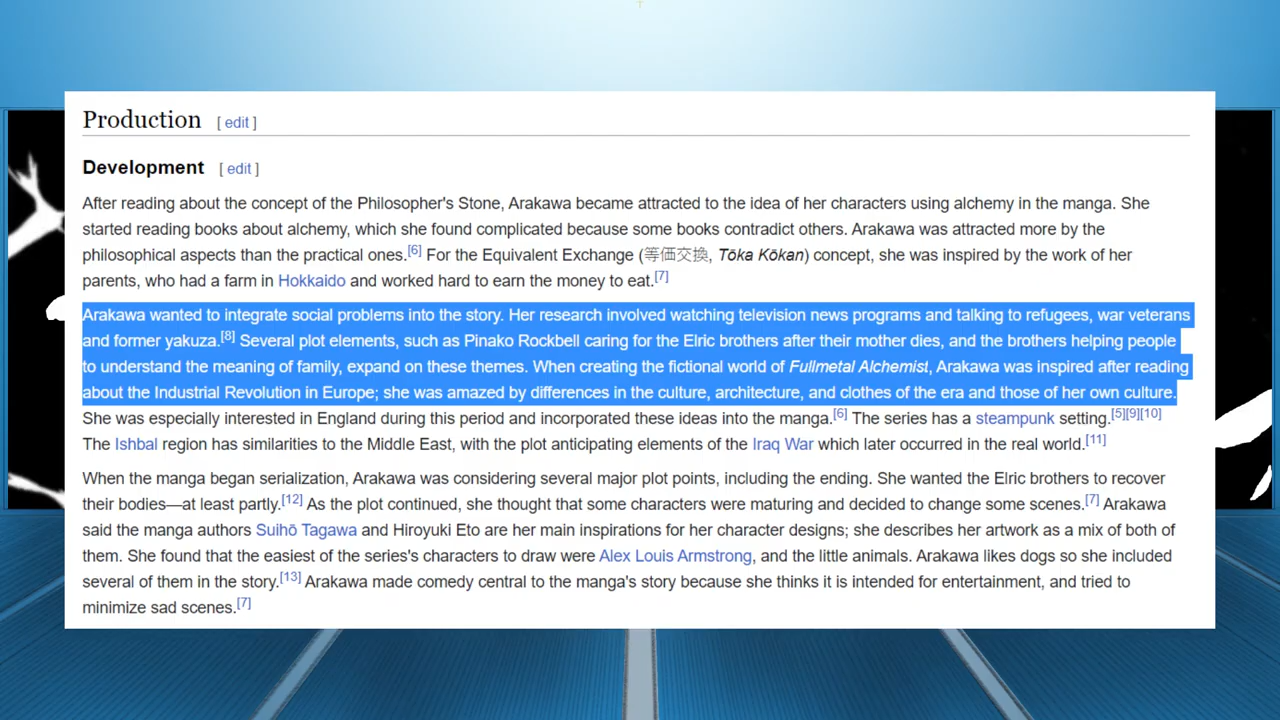 Production [ edit ]
Development [ edit ]
After reading about the concept of the Philosopher's Stone, Arakawa became attracted to the idea of her characters using alchemy in the manga. She
started reading books about alchemy, which she found complicated because some books contradict others. Arakawa was attracted more by the
philosophical aspects than the practical ones.[6] For the Equivalent Exchange (等価交換, Tōka Kōkan) concept, she was inspired by the work of her
parents, who had a farm in Hokkaido and worked hard to earn the money to eat.[7]
Arakawa wanted to integrate social problems into the story. Her research involved watching television news programs and talking to refugees, war veterans
and former yakuza.[8] Several plot elements, such as Pinako Rockbell caring for the Elric brothers after their mother dies, and the brothers helping people
to understand the meaning of family, expand on these themes. When creating the fictional world of Fullmetal Alchemist, Arakawa was inspired after reading
about the Industrial Revolution in Europe; she was amazed by differences in the culture, architecture, and clothes of the era and those of her own culture.
She was especially interested in England during this period and incorporated these ideas into the manga.[6] The series has a steampunk setting.[5][9][10]
The Ishbal region has similarities to the Middle East, with the plot anticipating elements of the Iraq War which later occurred in the real world.[11]
When the manga began serialization, Arakawa was considering several major plot points, including the ending. She wanted the Elric brothers to recover
their bodies—at least partly.[12] As the plot continued, she thought that some characters were maturing and decided to change some scenes.[7] Arakawa
said the manga authors Suihō Tagawa and Hiroyuki Eto are her main inspirations for her character designs; she describes her artwork as a mix of both of
them. She found that the easiest of the series's characters to draw were Alex Louis Armstrong, and the little animals. Arakawa likes dogs so she included
several of them in the story.[13] Arakawa made comedy central to the manga's story because she thinks it is intended for entertainment, and tried to
minimize sad scenes.[7]